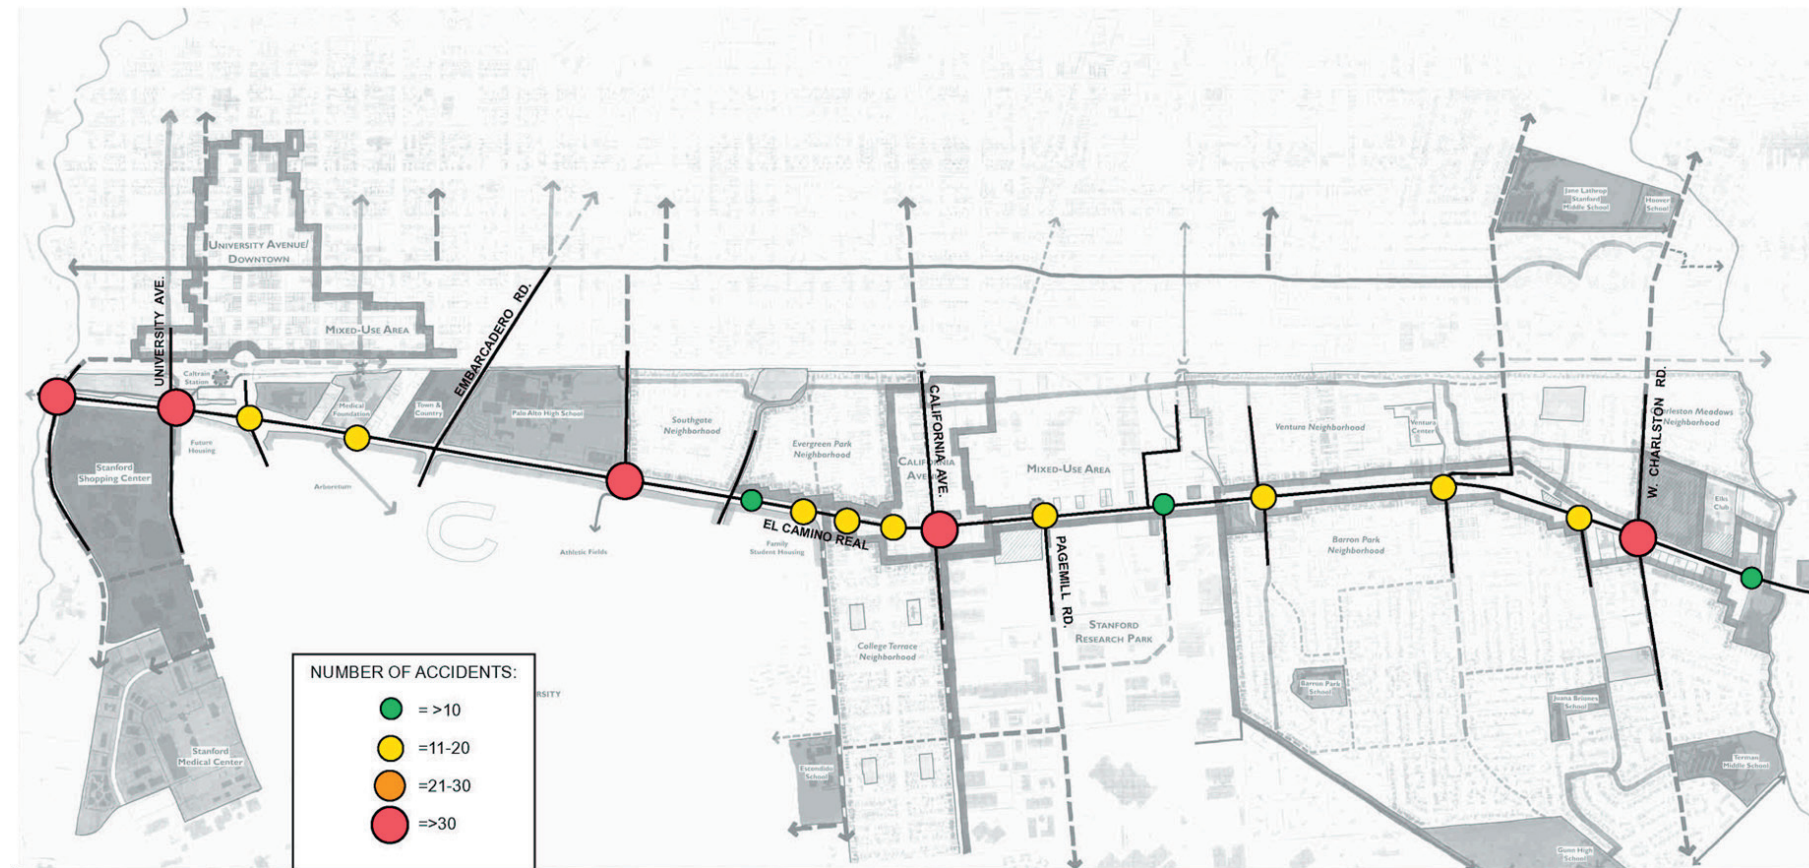 Jane Lathrop
Stanford
Middle School
Hoover
School
University Avenue/
Downtown
UNIVERSITY AVE.
EMBARCADERO RD.
Mixed-Use Area
Caltrain
Station
Medical
Foundation
Town &
Country
Palo Alto High School
Southgate
Neighborhood
Evergreen Park
Neighborhood
California
Avenue
CALIFORNIA AVE.
Mixed-Use Area
Ventura Neighborhood
Ventura
Center
W. CHARLSTON RD.
Charleston Meadows
Neighborhood
Elks
Club
Future
Housing
Stanford
Shopping Center
Arboretum
C
Athletic Fields
EL CAMINO REAL
Family
Student Housing
PAGEMILL RD.
Barron Park
Neighborhood
Stanford
Research Park
College Terrace
Neighborhood
Barron Park
School
Juana Briones
School
Stanford
Medical Center
Escondido
School
Terman
Middle School
Gunn High
School
RSITY
NUMBER OF ACCIDENTS:
= >10
=11-20
=21-30
=>30